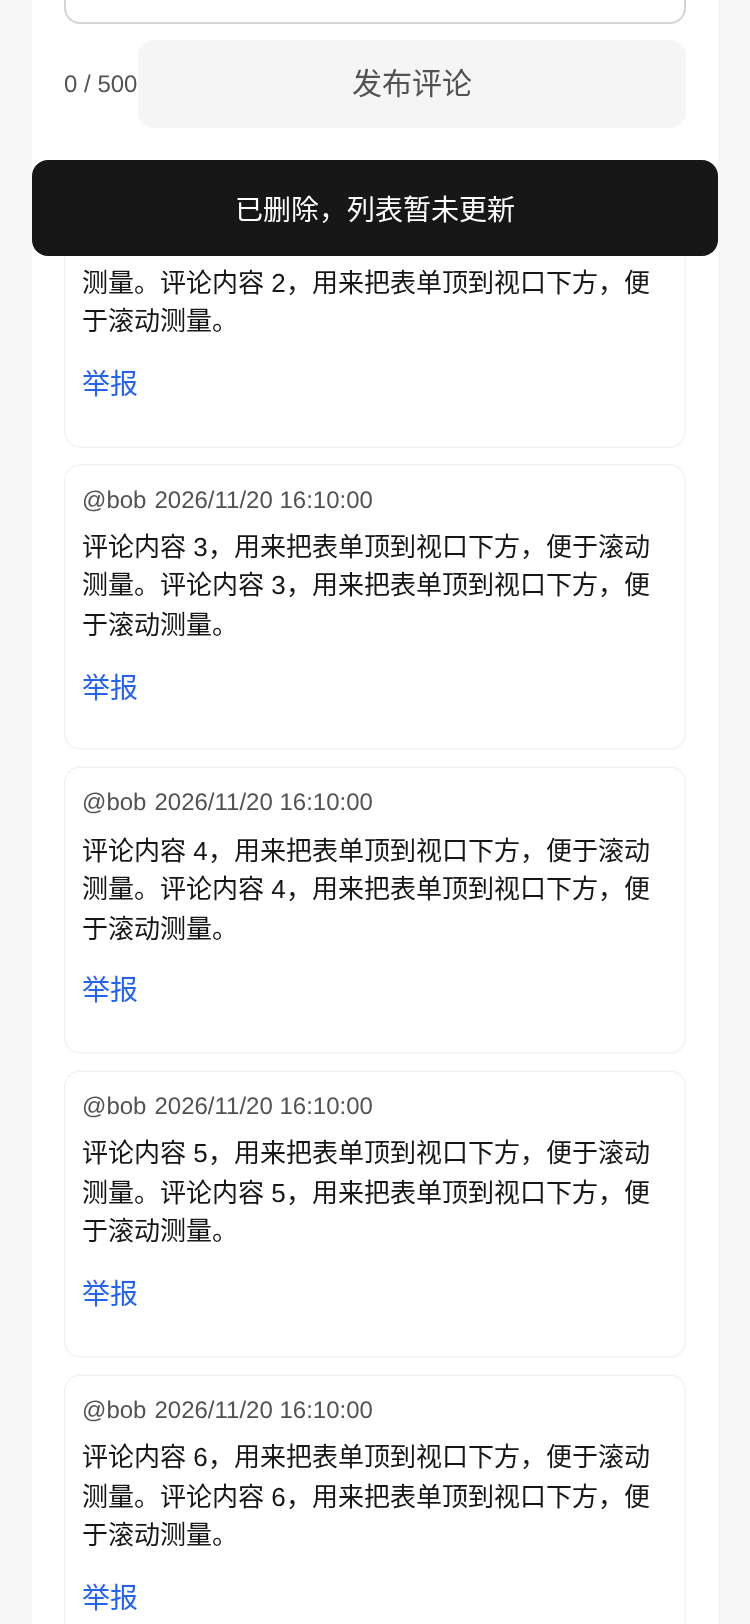 0 / 500
发布评论
已删除，列表暂未更新
测量。评论内容 2，用来把表单顶到视口下方，便
于滚动测量。
举报
@bob 2026/11/20 16:10:00
评论内容 3，用来把表单顶到视口下方，便于滚动
测量。评论内容 3，用来把表单顶到视口下方，便
于滚动测量。
举报
@bob 2026/11/20 16:10:00
评论内容 4，用来把表单顶到视口下方，便于滚动
测量。评论内容 4，用来把表单顶到视口下方，便
于滚动测量。
举报
@bob 2026/11/20 16:10:00
评论内容 5，用来把表单顶到视口下方，便于滚动
测量。评论内容 5，用来把表单顶到视口下方，便
于滚动测量。
举报
@bob 2026/11/20 16:10:00
评论内容 6，用来把表单顶到视口下方，便于滚动
测量。评论内容 6，用来把表单顶到视口下方，便
于滚动测量。
举报